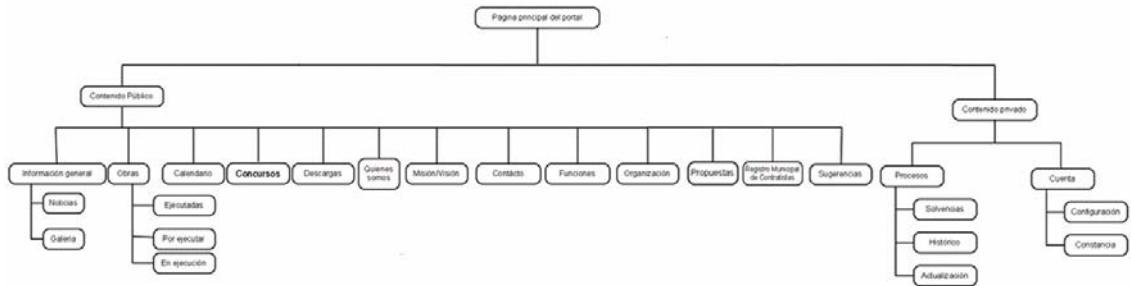 Pagina principal del portal
Contenido Público
Contenido privado
Información general
Obras
Calendario
Concursos
Descargas
Quienes
somos
Misión/Visión
Contácto
Funciones
Organización
Propuestas
Registro Municipal
de Contratistas
Sugerencias
Procesos
Cuenta
Noticias
Galería
Ejecutadas
Por ejecutar
En ejecución
Solvencias
Histórico
Actualización
Configuración
Constancia